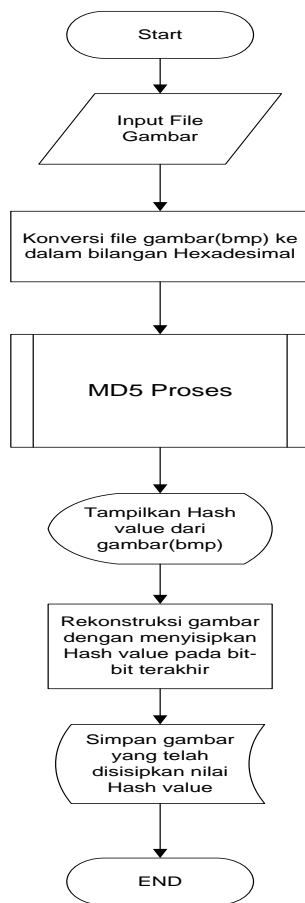 Start
Input File
Gambar
Konversi file gambar(bmp) ke
dalam bilangan Hexadesimal
MD5 Proses
Tampilkan Hash
value dari
gambar(bmp)
Rekonstruksi gambar
dengan menyisipkan
Hash value pada bit-
bit terakhir
Simpan gambar
yang telah
disisipkan nilai
Hash value
END